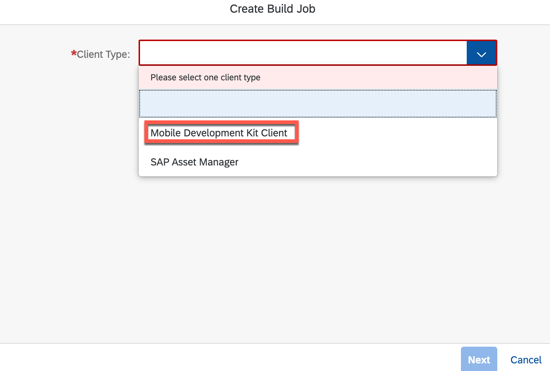 Create Build Job
*Client Type:
Please select one client type
Mobile Development Kit Client
SAP Asset Manager
Next Cancel